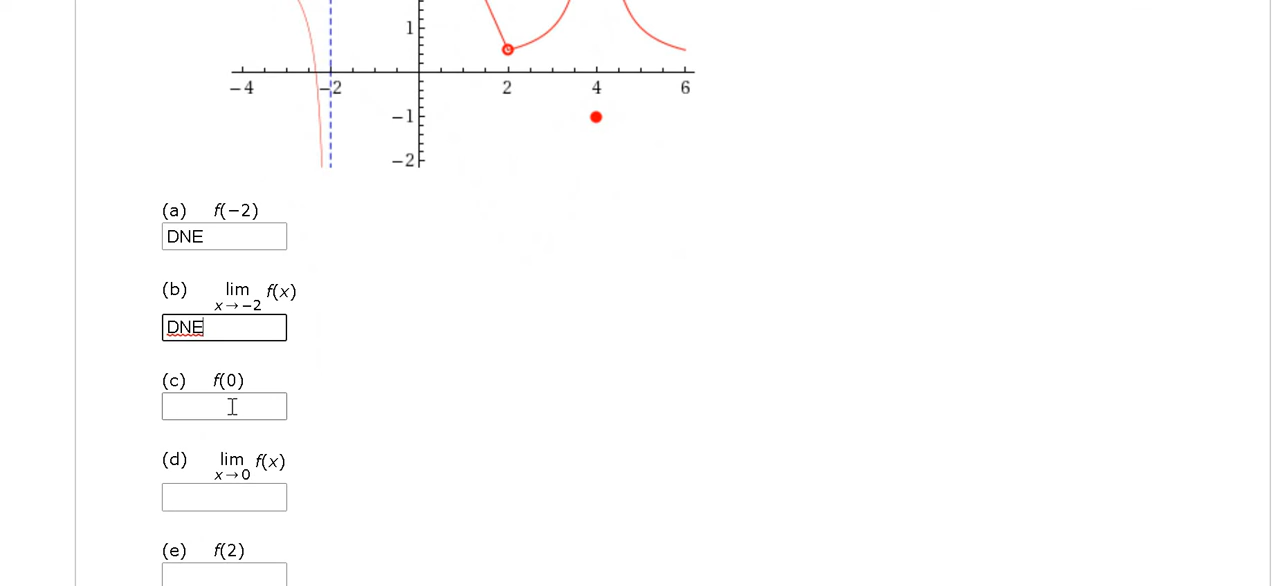 1
−4 −2 2 4 6
−1
−2
(a) f(−2)
DNE
(b) lim f(x)
x→−2
DNE
(c) f(0)
(d) lim f(x)
x→0
(e) f(2)